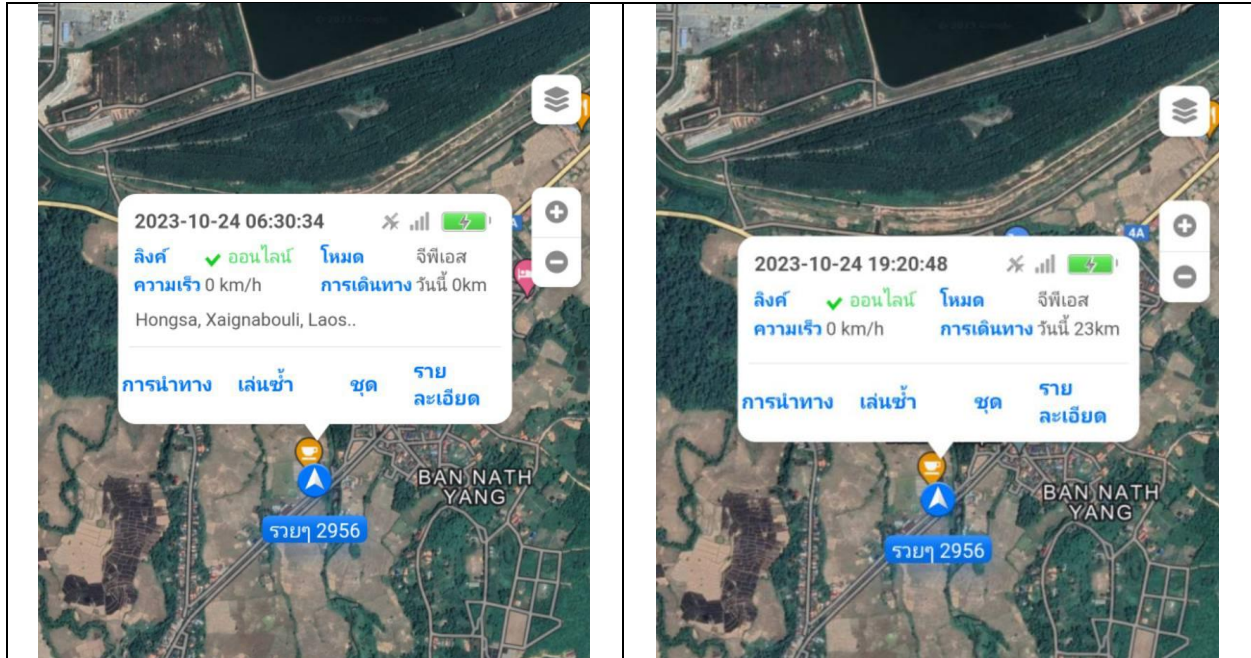 2023-10-24 06:30:34
ลิงค์ ออนไลน์ โหมด จีพีเอส
ความเร็ว 0 km/h การเดินทาง วันนี้ 0km
Hongsa, Xaignabouli, Laos..
การนำทาง เล่นซ้ำ ชุด ราย
ละเอียด
BAN NATH
YANG
รวยๆ 2956
4A
2023-10-24 19:20:48
ลิงค์ ออนไลน์ โหมด จีพีเอส
ความเร็ว 0 km/h การเดินทาง วันนี้ 23km
การนำทาง เล่นซ้ำ ชุด ราย
ละเอียด
BAN NATH
YANG
รวยๆ 2956